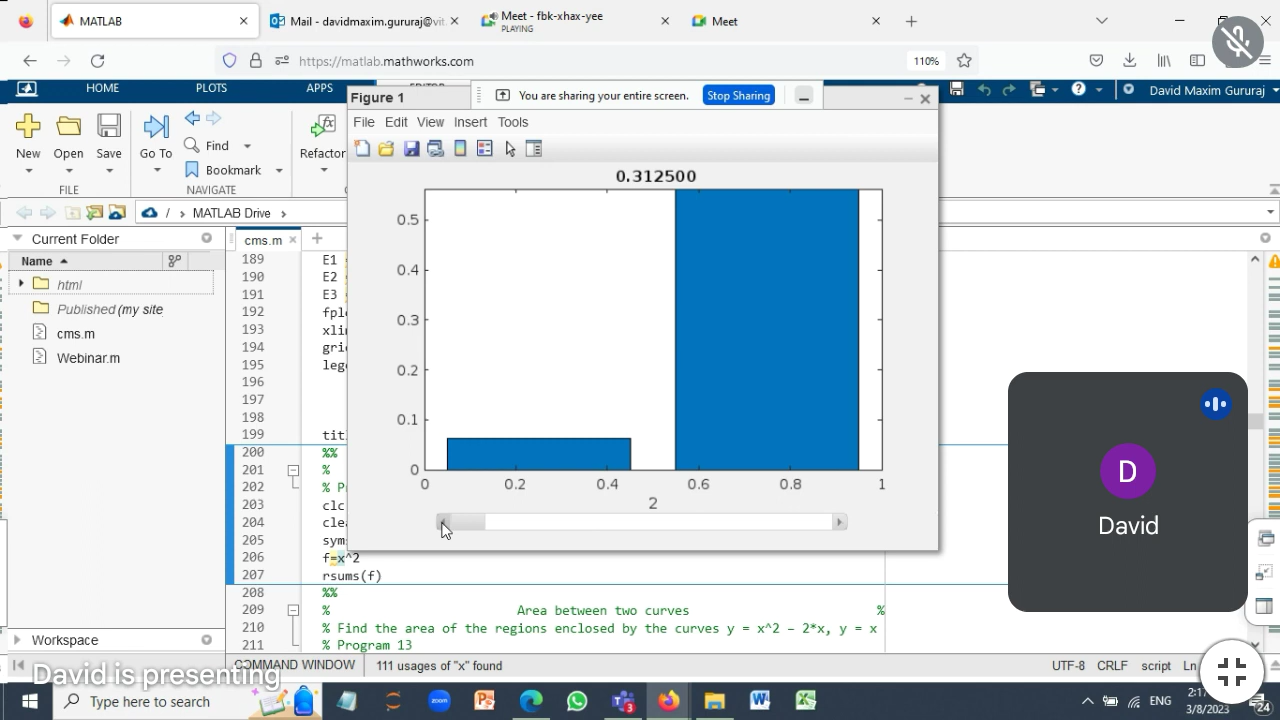 MATLAB
Mail - davidmaxim.gururaj@vit
Meet - fbk-xhax-yee
PLAYING
Meet
https://matlab.mathworks.com
110%
HOME
PLOTS
APPS
David Maxim Gururaj
Figure 1
You are sharing your entire screen.
Stop Sharing
File Edit View Insert Tools
New
Open
Save
Go To
Find
Bookmark
Refactor
FILE
NAVIGATE
/ › MATLAB Drive ›
Current Folder
Name
html
Published (my site
cms.m
Webinar.m
cms.m
0.312500
0.5
0.4
0.3
0.2
0.1
0
0 0.2 0.4 0.6 0.8 1
2
189 E1
190 E2
191 E3
192 fpl
193 xli
194 gri
195 leg
196
197
198
199 tit
200 %%
201 %
202 % P
203 clc
204 cle
205 sym
206 f=x^2
207 rsums(f)
208 %%
209 % Area between two curves %
210 % Find the area of the regions enclosed by the curves y = x^2 - 2*x, y = x
211 % Program 13
D
David
Workspace
COMMAND WINDOW
111 usages of "x" found
UTF-8 CRLF script Ln
David is presenting
Type here to search
ENG
3/8/2023
24